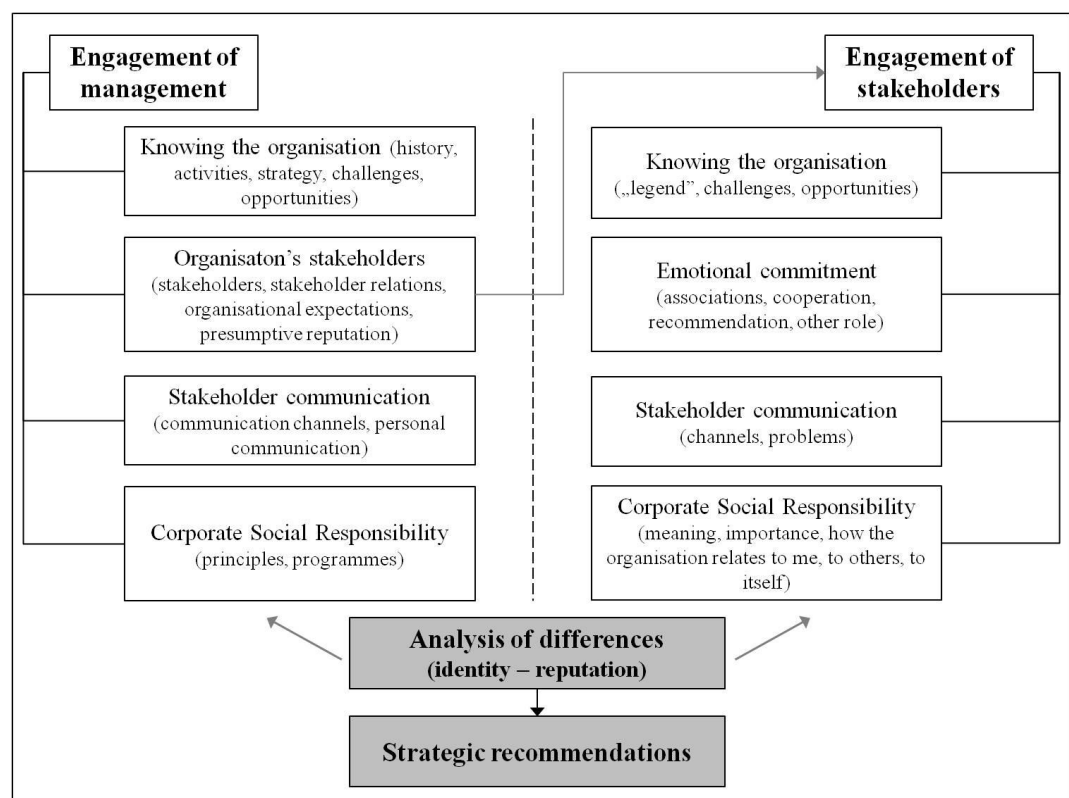 Engagement of
management
Knowing the organisation (history,
activities, strategy, challenges,
opportunities)
Organisaton’s stakeholders
(stakeholders, stakeholder relations,
organisational expectations,
presumptive reputation)
Stakeholder communication
(communication channels, personal
communication)
Corporate Social Responsibility
(principles, programmes)
Engagement of
stakeholders
Knowing the organisation
(„legend”, challenges, opportunities)
Emotional commitment
(associations, cooperation,
recommendation, other role)
Stakeholder communication
(channels, problems)
Corporate Social Responsibility
(meaning, importance, how the
organisation relates to me, to others, to
itself)
Analysis of differences
(identity – reputation)
Strategic recommendations